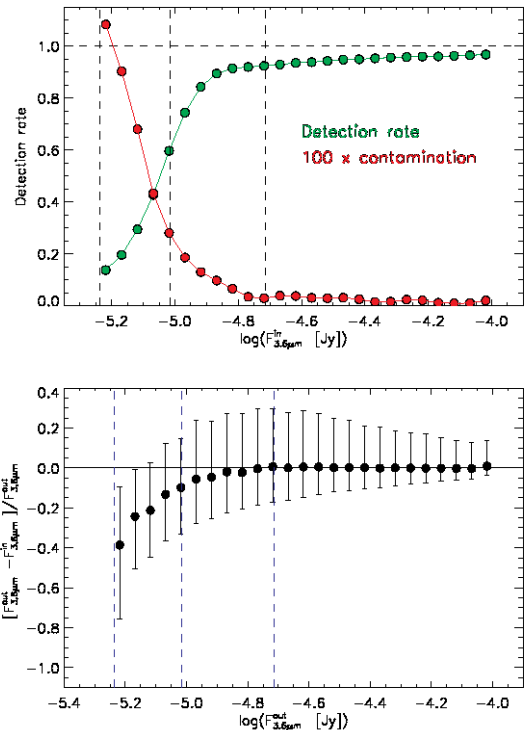 1.0
0.8
0.6
0.4
0.2
0.0
Detection rate
Detection rate
100 x contamination
-5.2 -5.0 -4.8 -4.6 -4.4 -4.2 -4.0
log(F^in_3.6μm [Jy])
0.4
0.2
0.0
-0.2
-0.4
-0.6
-0.8
-1.0
[F^out_3.6μm -F^in_3.6μm]/F^out_3.6μm
-5.4 -5.2 -5.0 -4.8 -4.6 -4.4 -4.2 -4.0
log(F^out_3.6μm [Jy])